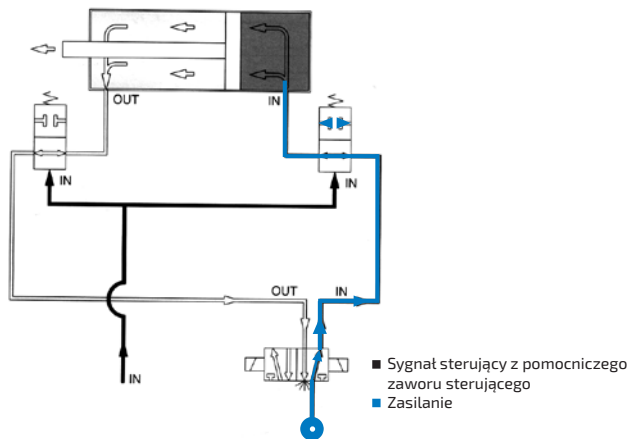 OUT
IN
IN
IN
OUT
IN
IN
Sygnał sterujący z pomocniczego
zaworu sterującego
Zasilanie